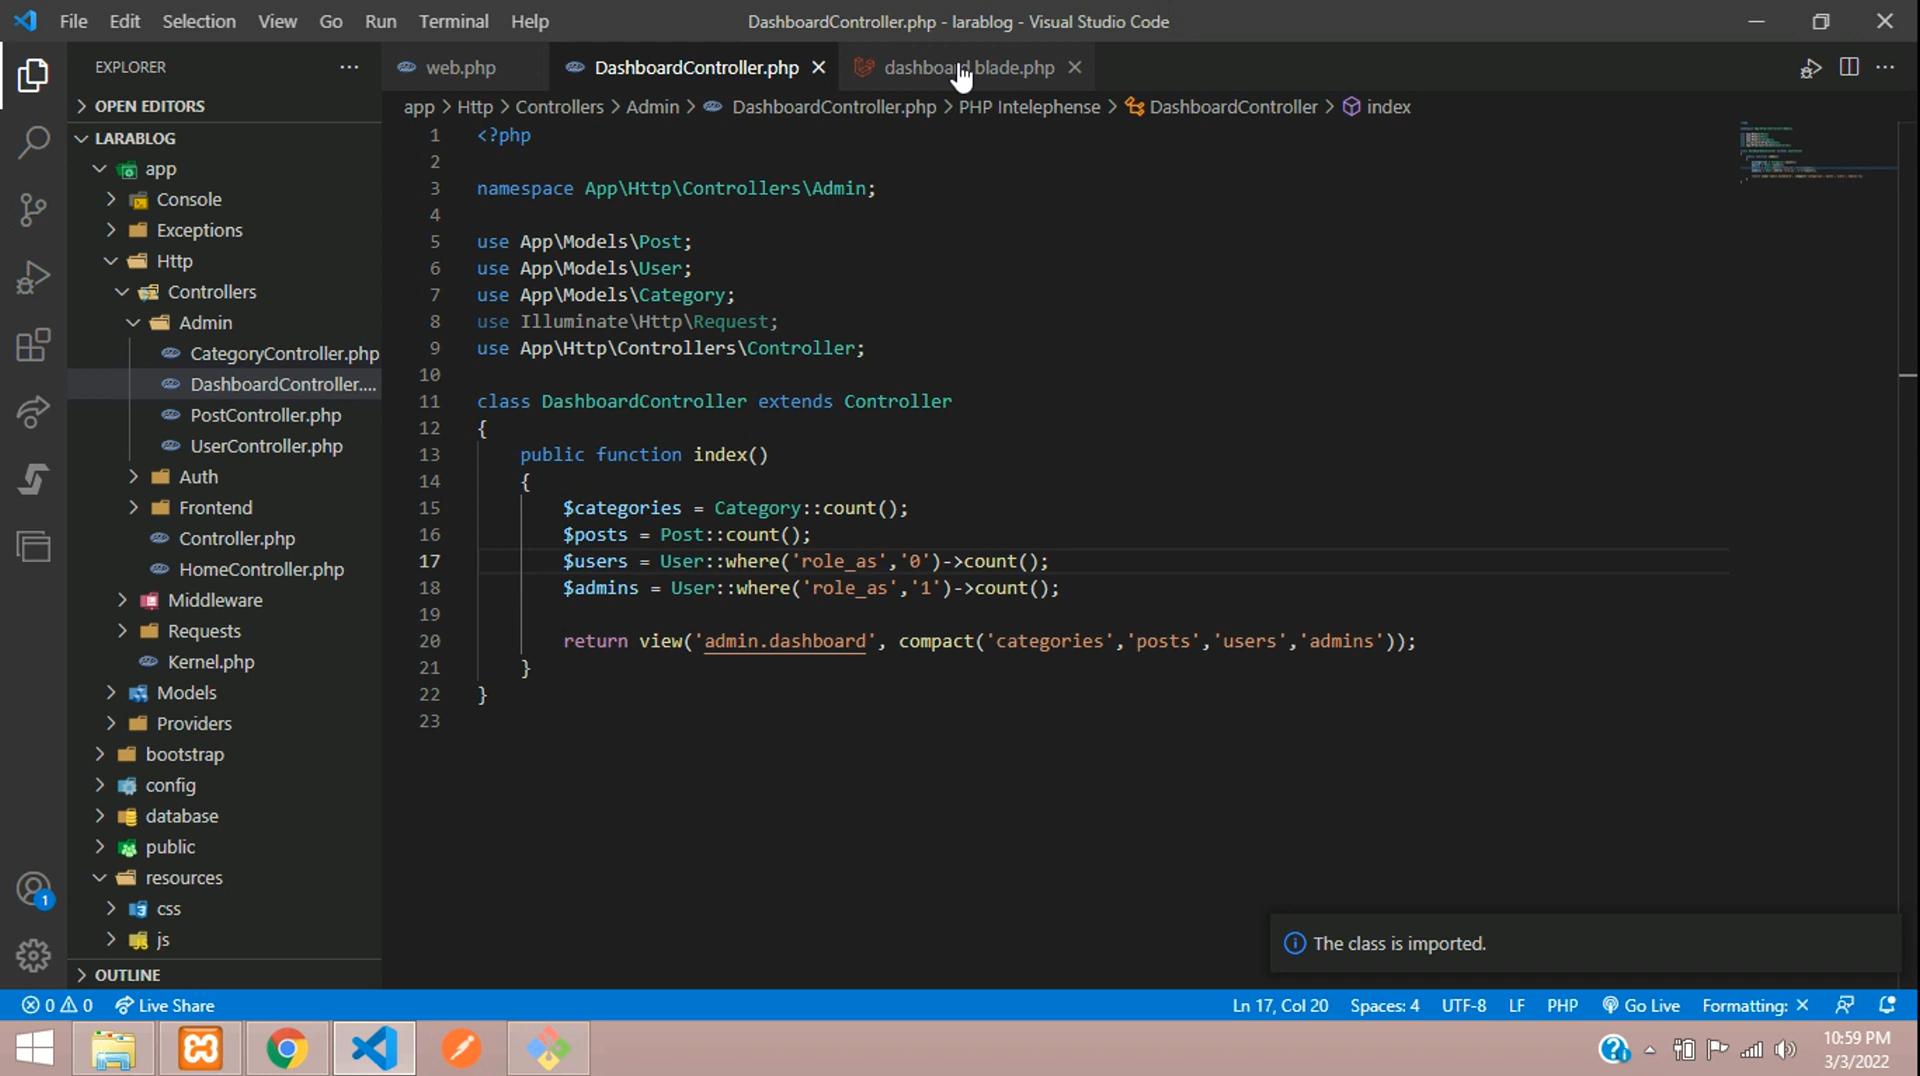 File Edit Selection View Go Run Terminal Help DashboardController.php - larablog - Visual Studio Code
EXPLORER
web.php DashboardController.php dashboard.blade.php
OPEN EDITORS
app > Http > Controllers > Admin > DashboardController.php > PHP Intelephense > DashboardController > index
LARABLOG
app
Console
Exceptions
Http
Controllers
Admin
CategoryController.php
DashboardController....
PostController.php
UserController.php
Auth
Frontend
Controller.php
HomeController.php
Middleware
Requests
Kernel.php
Models
Providers
bootstrap
config
database
public
resources
css
js
OUTLINE
1 <?php
2
3 namespace App\Http\Controllers\Admin;
4
5 use App\Models\Post;
6 use App\Models\User;
7 use App\Models\Category;
8 use Illuminate\Http\Request;
9 use App\Http\Controllers\Controller;
10
11 class DashboardController extends Controller
12 {
13 public function index()
14 {
15 $categories = Category::count();
16 $posts = Post::count();
17 $users = User::where('role_as','0')->count();
18 $admins = User::where('role_as','1')->count();
19
20 return view('admin.dashboard', compact('categories','posts','users','admins'));
21 }
22 }
23
The class is imported.
1
0 0 Live Share Ln 17, Col 20 Spaces: 4 UTF-8 LF PHP Go Live Formatting: ×
10:59 PM
3/3/2022